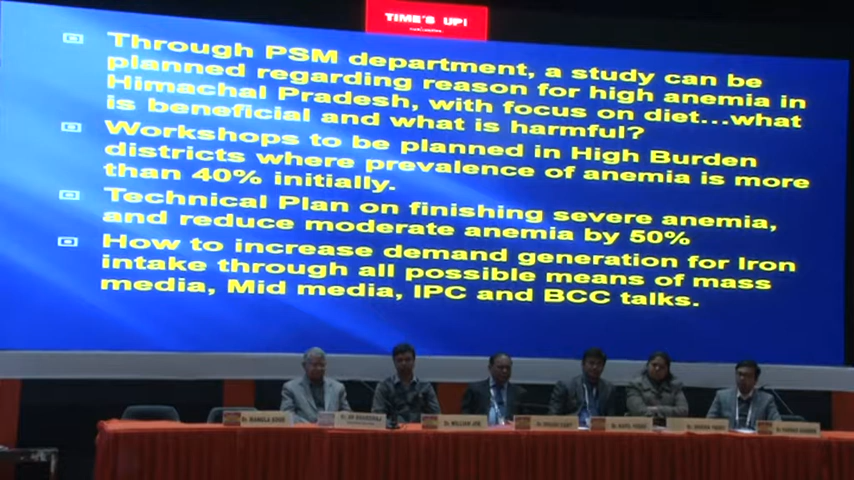 TIME'S UP!
Through PSM department, a study can be
planned regarding reason for high anemia in
Himachal Pradesh, with focus on diet...what
is beneficial and what is harmful?
Workshops to be planned in High Burden
districts where prevalence of anemia is more
than 40% initially.
Technical Plan on finishing severe anemia,
and reduce moderate anemia by 50%
How to increase demand generation for Iron
intake through all possible means of mass
media, Mid media, IPC and BCC talks.
Dr. WILLIAM JOE